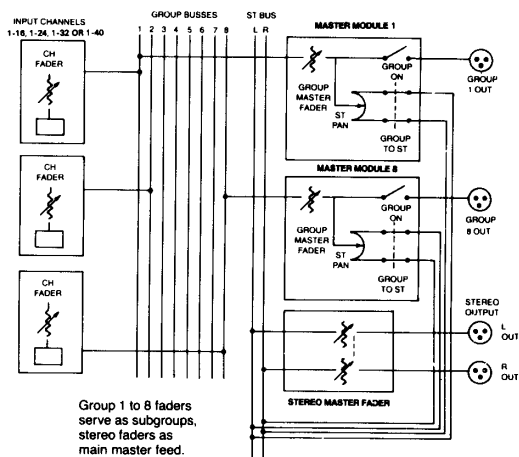 INPUT CHANNELS
1-16, 1-24, 1-32 OR 1-40
GROUP BUSSES
1 2 3 4 5 6 7 8
ST BUS
L R
CH
FADER
CH
FADER
CH
FADER
MASTER MODULE 1
GROUP
MASTER
FADER
GROUP
ON
ST
PAN
GROUP
TO ST
GROUP
1 OUT
MASTER MODULE 8
GROUP
MASTER
FADER
GROUP
ON
ST
PAN
GROUP
TO ST
GROUP
8 OUT
STEREO
OUTPUT
L
OUT
R
OUT
STEREO MASTER FADER
Group 1 to 8 faders
serve as subgroups,
stereo faders as
main master feed.